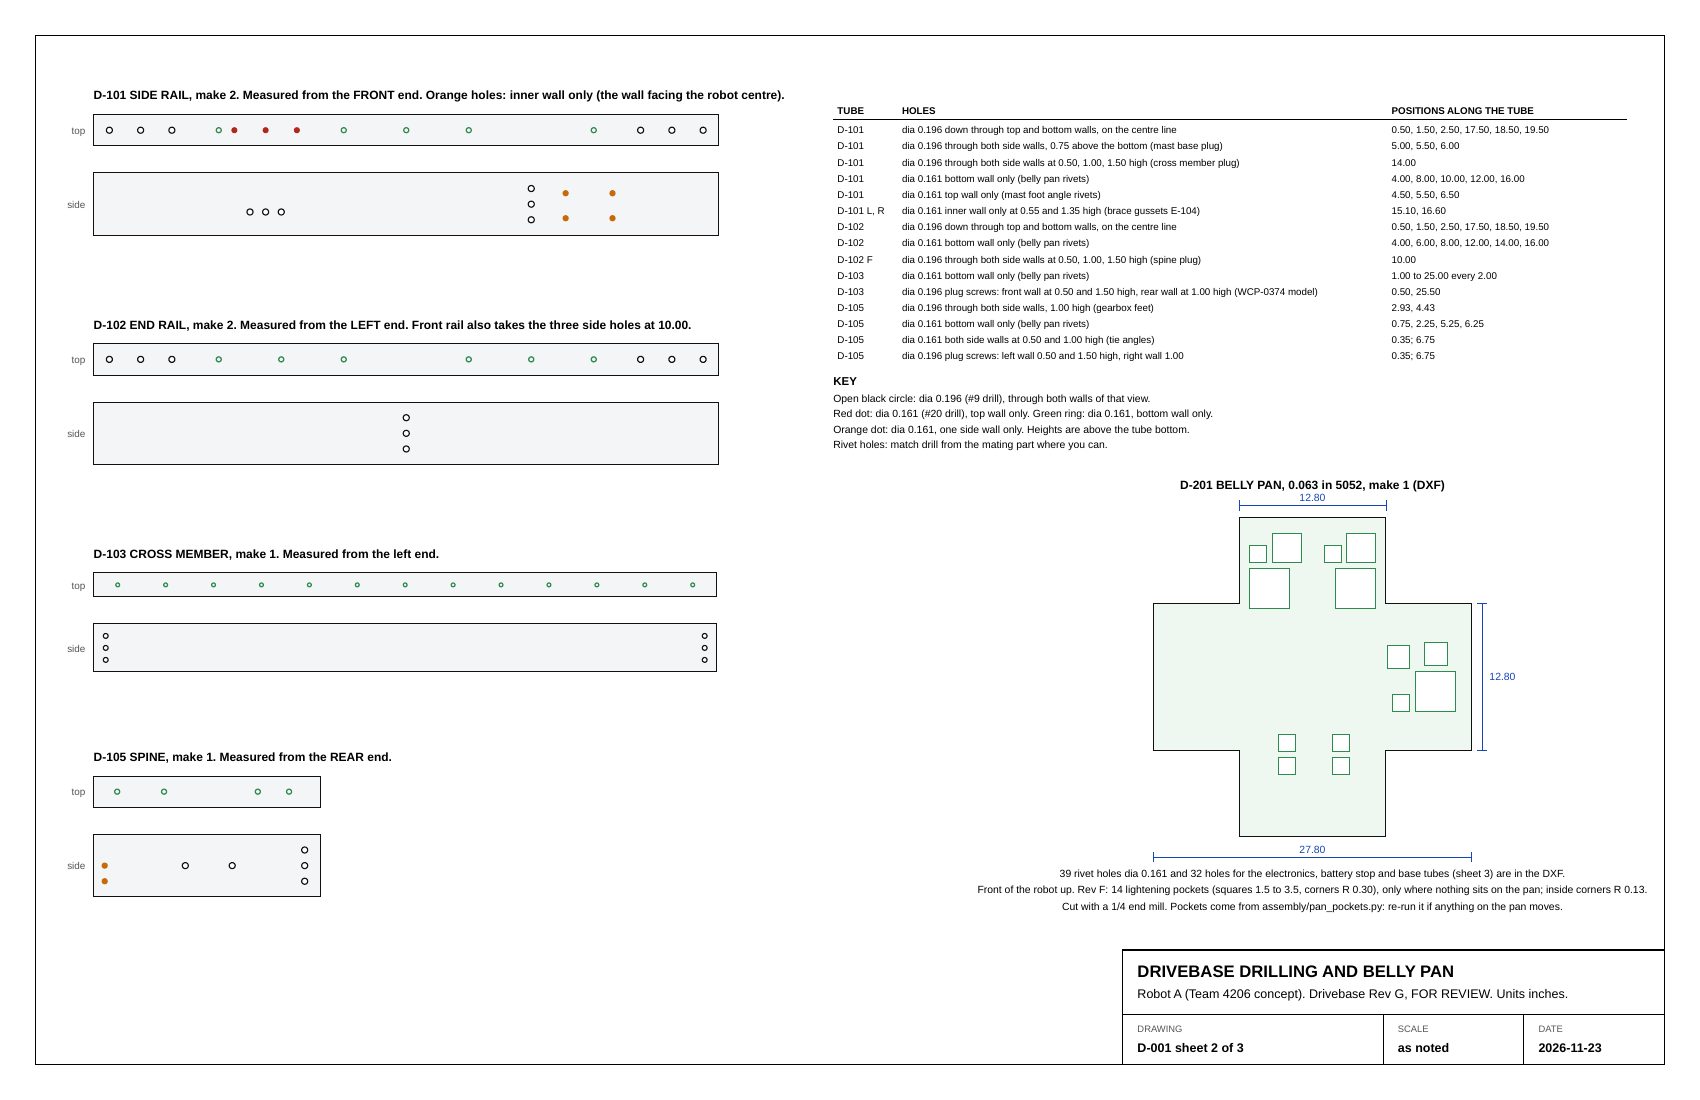 D-101 SIDE RAIL, make 2. Measured from the FRONT end. Orange holes: inner wall only (the wall facing the robot centre).
top
side
D-102 END RAIL, make 2. Measured from the LEFT end. Front rail also takes the three side holes at 10.00.
top
side
D-103 CROSS MEMBER, make 1. Measured from the left end.
top
side
D-105 SPINE, make 1. Measured from the REAR end.
top
side
TUBE HOLES POSITIONS ALONG THE TUBE
D-101 dia 0.196 down through top and bottom walls, on the centre line 0.50, 1.50, 2.50, 17.50, 18.50, 19.50
D-101 dia 0.196 through both side walls, 0.75 above the bottom (mast base plug) 5.00, 5.50, 6.00
D-101 dia 0.196 through both side walls at 0.50, 1.00, 1.50 high (cross member plug) 14.00
D-101 dia 0.161 bottom wall only (belly pan rivets) 4.00, 8.00, 10.00, 12.00, 16.00
D-101 dia 0.161 top wall only (mast foot angle rivets) 4.50, 5.50, 6.50
D-101 L, R dia 0.161 inner wall only at 0.55 and 1.35 high (brace gussets E-104) 15.10, 16.60
D-102 dia 0.196 down through top and bottom walls, on the centre line 0.50, 1.50, 2.50, 17.50, 18.50, 19.50
D-102 dia 0.161 bottom wall only (belly pan rivets) 4.00, 6.00, 8.00, 12.00, 14.00, 16.00
D-102 F dia 0.196 through both side walls at 0.50, 1.00, 1.50 high (spine plug) 10.00
D-103 dia 0.161 bottom wall only (belly pan rivets) 1.00 to 25.00 every 2.00
D-103 dia 0.196 plug screws: front wall at 0.50 and 1.50 high, rear wall at 1.00 high (WCP-0374 model) 0.50, 25.50
D-105 dia 0.196 through both side walls, 1.00 high (gearbox feet) 2.93, 4.43
D-105 dia 0.161 bottom wall only (belly pan rivets) 0.75, 2.25, 5.25, 6.25
D-105 dia 0.161 both side walls at 0.50 and 1.00 high (tie angles) 0.35; 6.75
D-105 dia 0.196 plug screws: left wall 0.50 and 1.50 high, right wall 1.00 0.35; 6.75
KEY
Open black circle: dia 0.196 (#9 drill), through both walls of that view.
Red dot: dia 0.161 (#20 drill), top wall only. Green ring: dia 0.161, bottom wall only.
Orange dot: dia 0.161, one side wall only. Heights are above the tube bottom.
Rivet holes: match drill from the mating part where you can.
D-201 BELLY PAN, 0.063 in 5052, make 1 (DXF)
12.80
12.80
27.80
39 rivet holes dia 0.161 and 32 holes for the electronics, battery stop and base tubes (sheet 3) are in the DXF.
Front of the robot up. Rev F: 14 lightening pockets (squares 1.5 to 3.5, corners R 0.30), only where nothing sits on the pan; inside corners R 0.13.
Cut with a 1/4 end mill. Pockets come from assembly/pan_pockets.py: re-run it if anything on the pan moves.
DRIVEBASE DRILLING AND BELLY PAN
Robot A (Team 4206 concept). Drivebase Rev G, FOR REVIEW. Units inches.
DRAWING SCALE DATE
D-001 sheet 2 of 3 as noted 2026-11-23